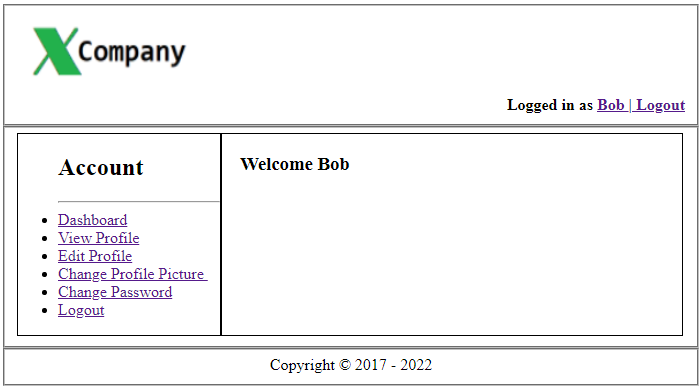 X Company
Logged in as Bob | Logout
Account
Dashboard
View Profile
Edit Profile
Change Profile Picture
Change Password
Logout
Welcome Bob
Copyright © 2017 - 2022